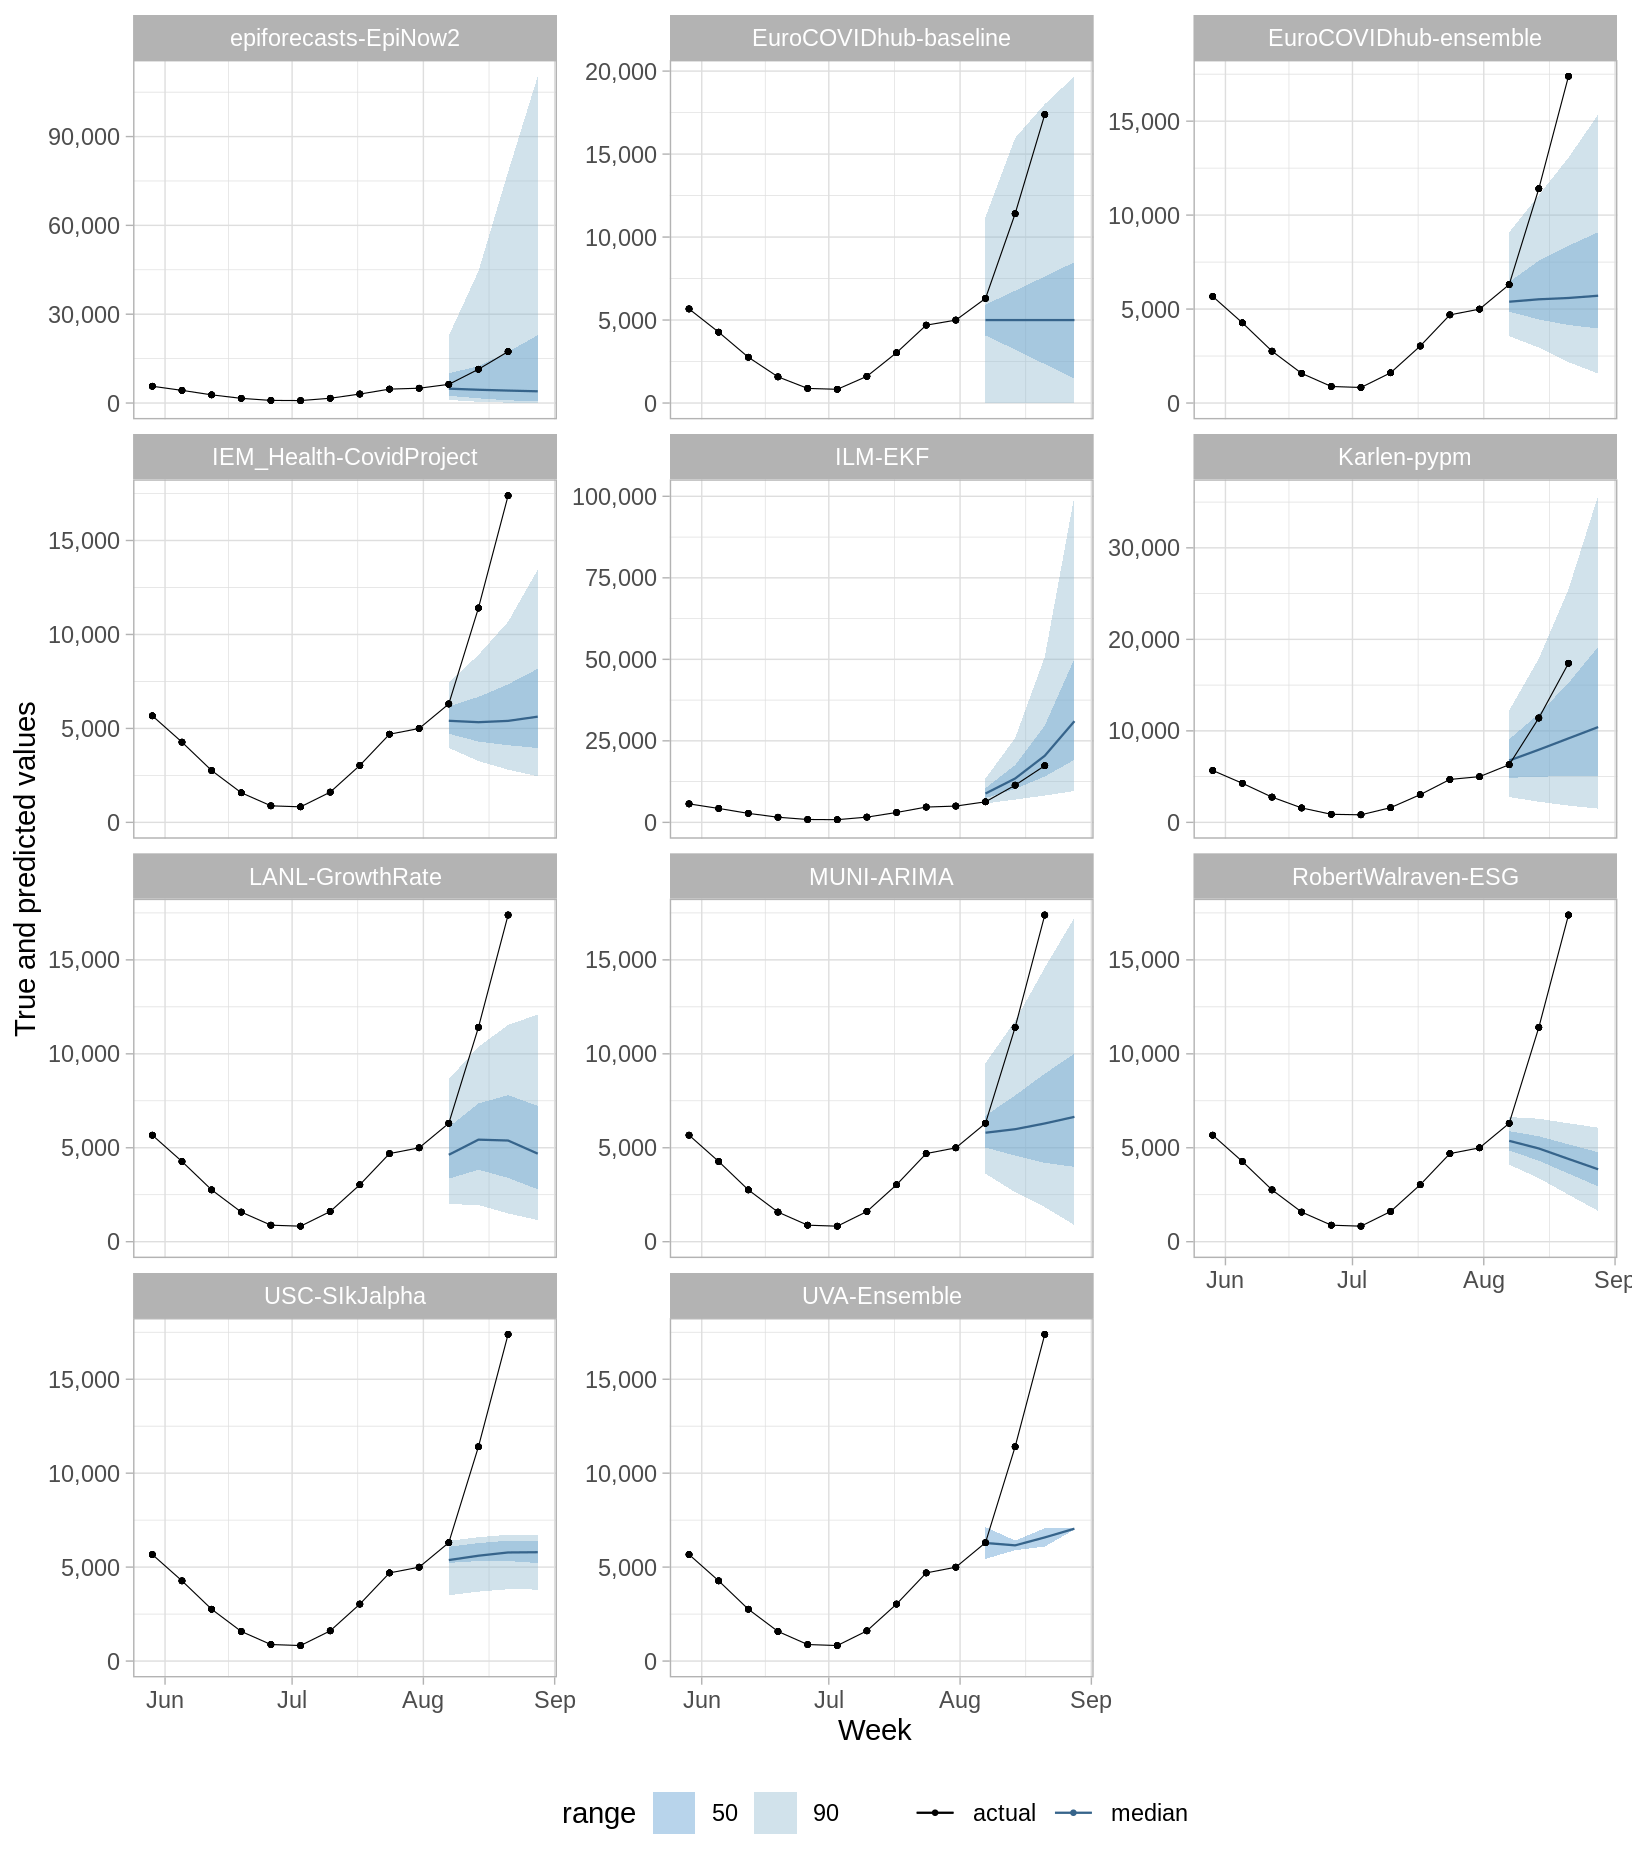 epiforecasts-EpiNow2
EuroCOVIDhub-baseline
EuroCOVIDhub-ensemble
90,000
60,000
30,000
0
20,000
15,000
10,000
5,000
0
15,000
10,000
5,000
0
IEM_Health-CovidProject
ILM-EKF
Karlen-pypm
15,000
10,000
5,000
0
100,000
75,000
50,000
25,000
0
30,000
20,000
10,000
0
True and predicted values
LANL-GrowthRate
MUNI-ARIMA
RobertWalraven-ESG
15,000
10,000
5,000
0
15,000
10,000
5,000
0
15,000
10,000
5,000
0
Jun Jul Aug Sep
USC-SIkJalpha
UVA-Ensemble
15,000
10,000
5,000
0
15,000
10,000
5,000
0
Jun Jul Aug Sep
Jun Jul Aug Sep
Week
range 50 90 actual median